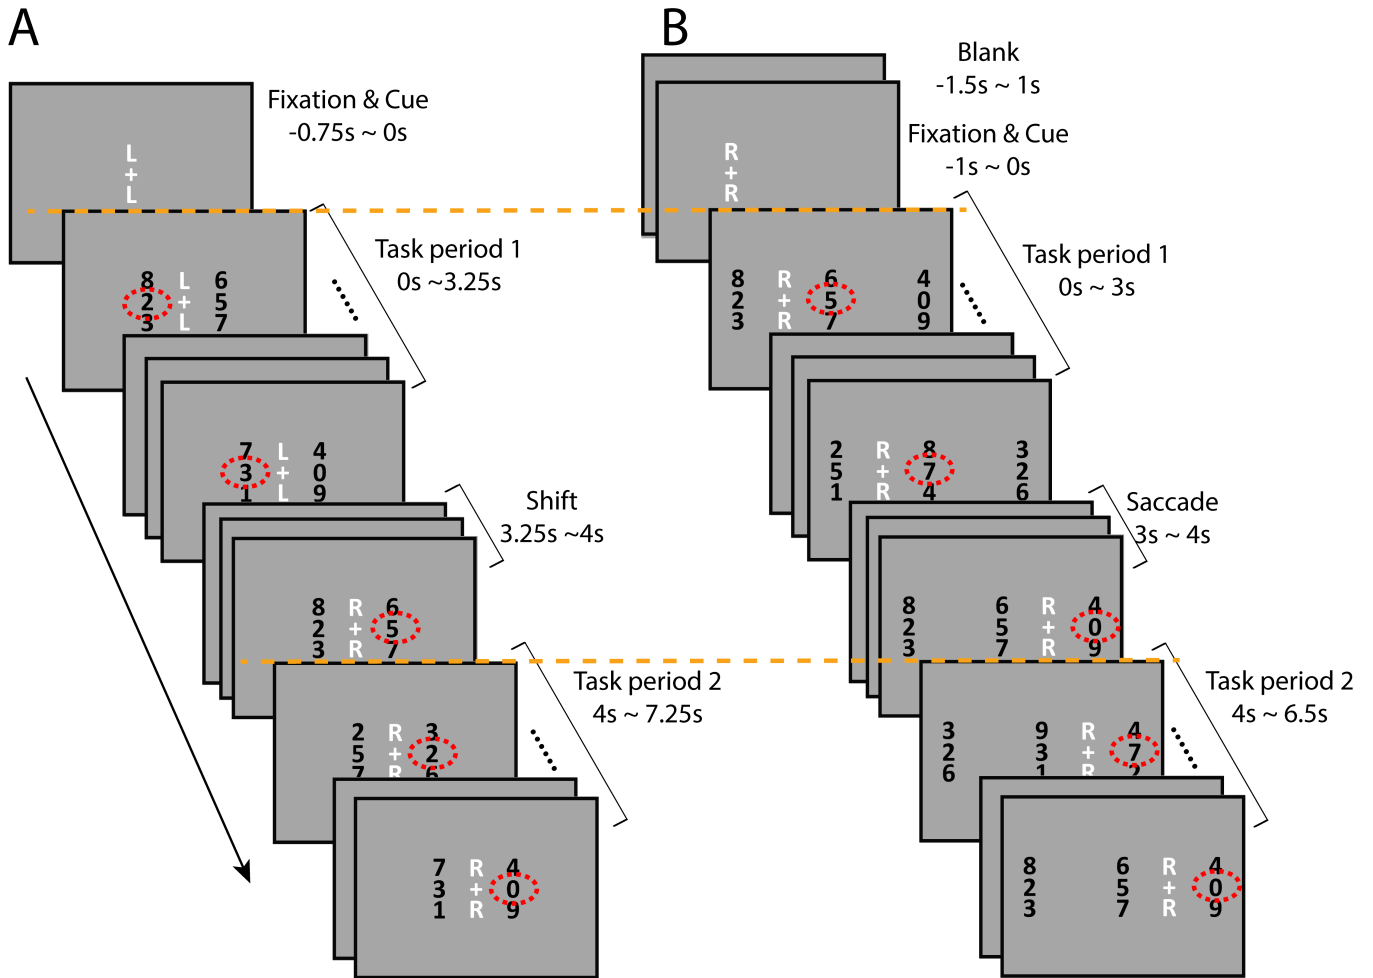 A
Fixation & Cue
-0.75s ~ 0s
L
+
L
Task period 1
0s ~3.25s
8 L 6
2 + 5
3 L 7
7 L 4
3 + 0
1 L 9
Shift
3.25s ~4s
8 R 6
2 + 5
3 R 7
Task period 2
4s ~ 7.25s
2 R 3
5 + 2
7 R 6
7 R 4
3 + 0
1 R 9
B
Blank
-1.5s ~ 1s
Fixation & Cue
-1s ~ 0s
R
+
R
Task period 1
0s ~ 3s
8 R 6 4
2 + 5 0
3 R 7 9
2 R 8 3
5 + 7 2
1 R 4 6
Saccade
3s ~ 4s
8 6 R 4
2 5 + 0
3 7 R 9
Task period 2
4s ~ 6.5s
3 9 R 4
2 3 + 7
6 1 R 2
8 6 R 4
2 5 + 0
3 7 R 9